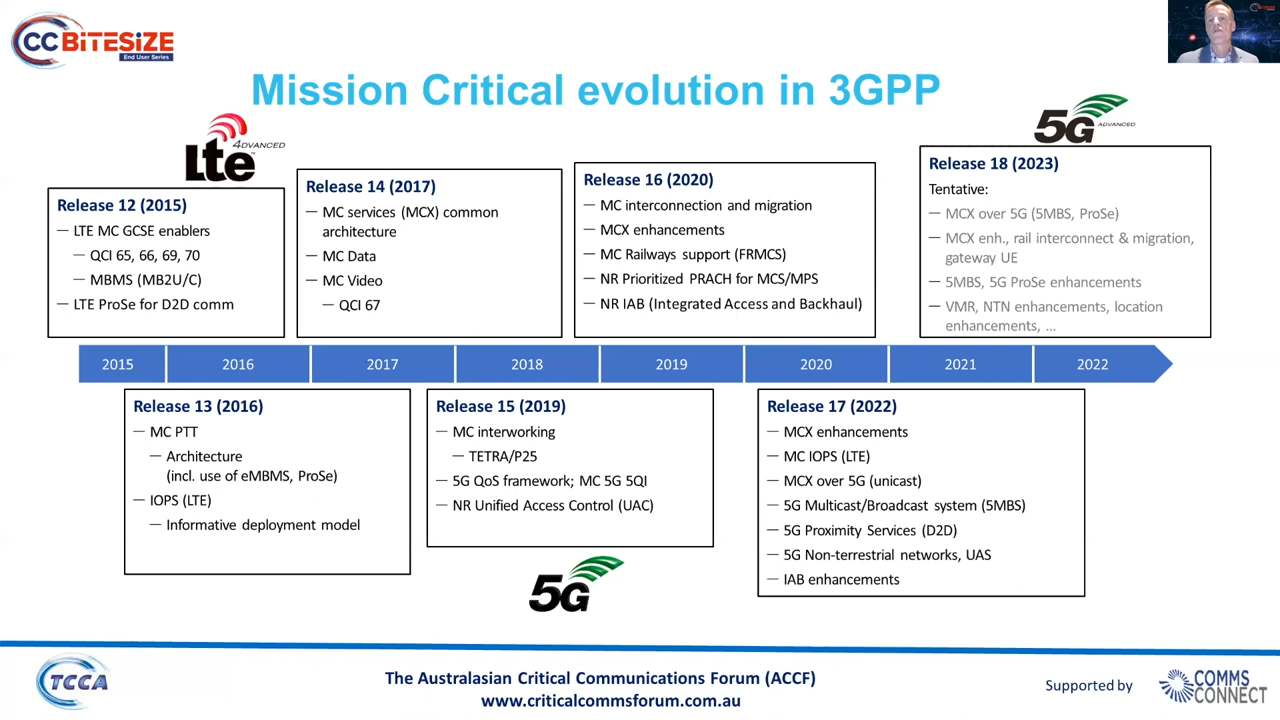 CC BiTESiZE
End User Series
Mission Critical evolution in 3GPP
Lte 4DVANCED
5G ADVANCED
Release 12 (2015)
– LTE MC GCSE enablers
– QCI 65, 66, 69, 70
– MBMS (MB2U/C)
– LTE ProSe for D2D comm
Release 14 (2017)
– MC services (MCX) common
architecture
– MC Data
– MC Video
– QCI 67
Release 16 (2020)
– MC interconnection and migration
– MCX enhancements
– MC Railways support (FRMCS)
– NR Prioritized PRACH for MCS/MPS
– NR IAB (Integrated Access and Backhaul)
Release 18 (2023)
Tentative:
– MCX over 5G (5MBS, ProSe)
– MCX enh., rail interconnect & migration,
gateway UE
– 5MBS, 5G ProSe enhancements
– VMR, NTN enhancements, location
enhancements, ...
2015 2016 2017 2018 2019 2020 2021 2022
Release 13 (2016)
– MC PTT
– Architecture
(incl. use of eMBMS, ProSe)
– IOPS (LTE)
– Informative deployment model
Release 15 (2019)
– MC interworking
– TETRA/P25
– 5G QoS framework; MC 5G 5QI
– NR Unified Access Control (UAC)
5G
Release 17 (2022)
– MCX enhancements
– MC IOPS (LTE)
– MCX over 5G (unicast)
– 5G Multicast/Broadcast system (5MBS)
– 5G Proximity Services (D2D)
– 5G Non-terrestrial networks, UAS
– IAB enhancements
TCCA
The Australasian Critical Communications Forum (ACCF)
www.criticalcommsforum.com.au
Supported by
COMMS
CONNECT